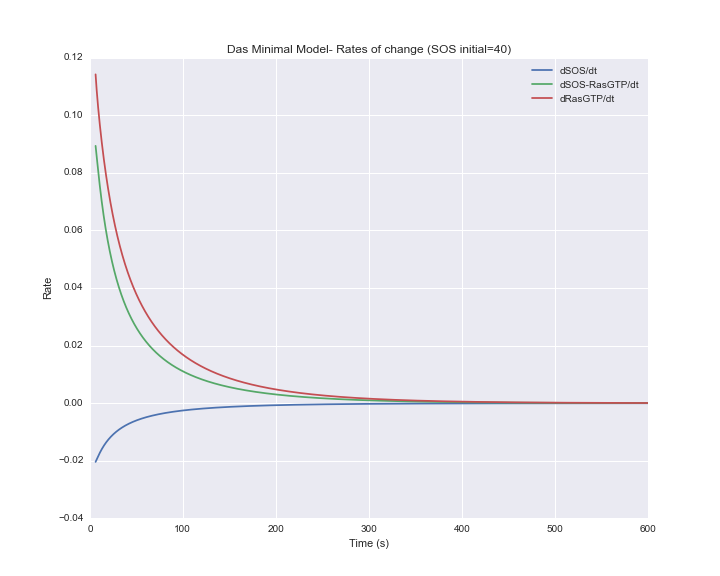 Das Minimal Model- Rates of change (SOS initial=40)
dSOS/dt
dSOS-RasGTP/dt
dRasGTP/dt
0.12
0.10
0.08
0.06
0.04
0.02
0.00
−0.02
−0.04
Rate
0 100 200 300 400 500 600
Time (s)